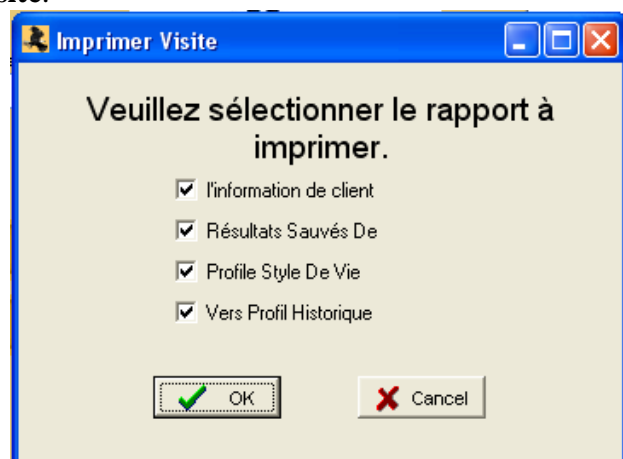 Imprimer Visite
Veuillez sélectionner le rapport à
imprimer.
l'information de client
Résultats Sauvés De
Profile Style De Vie
Vers Profil Historique
OK
Cancel